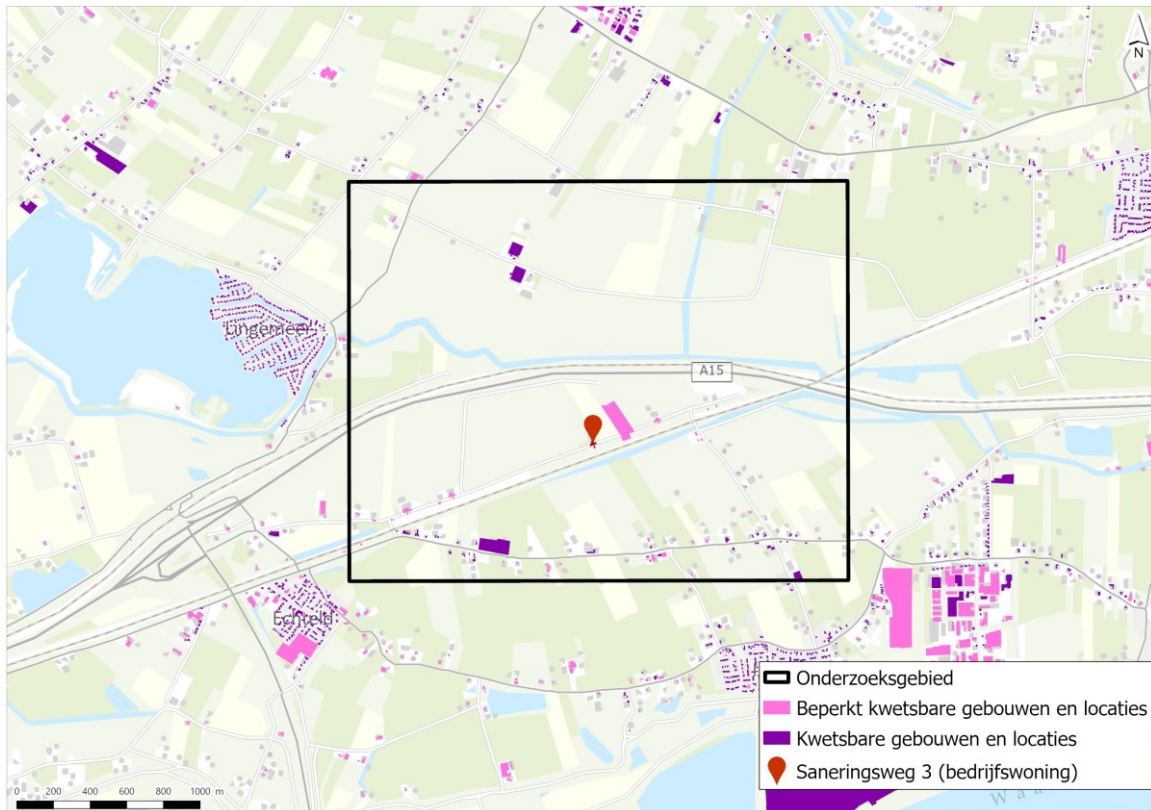 N
Lingemeer
A15
Echteld
Onderzoeksgebied
Beperkt kwetsbare gebouwen en locaties
Kwetsbare gebouwen en locaties
Saneringsweg 3 (bedrijfswoning)
0 200 400 600 800 1000 m
W a a